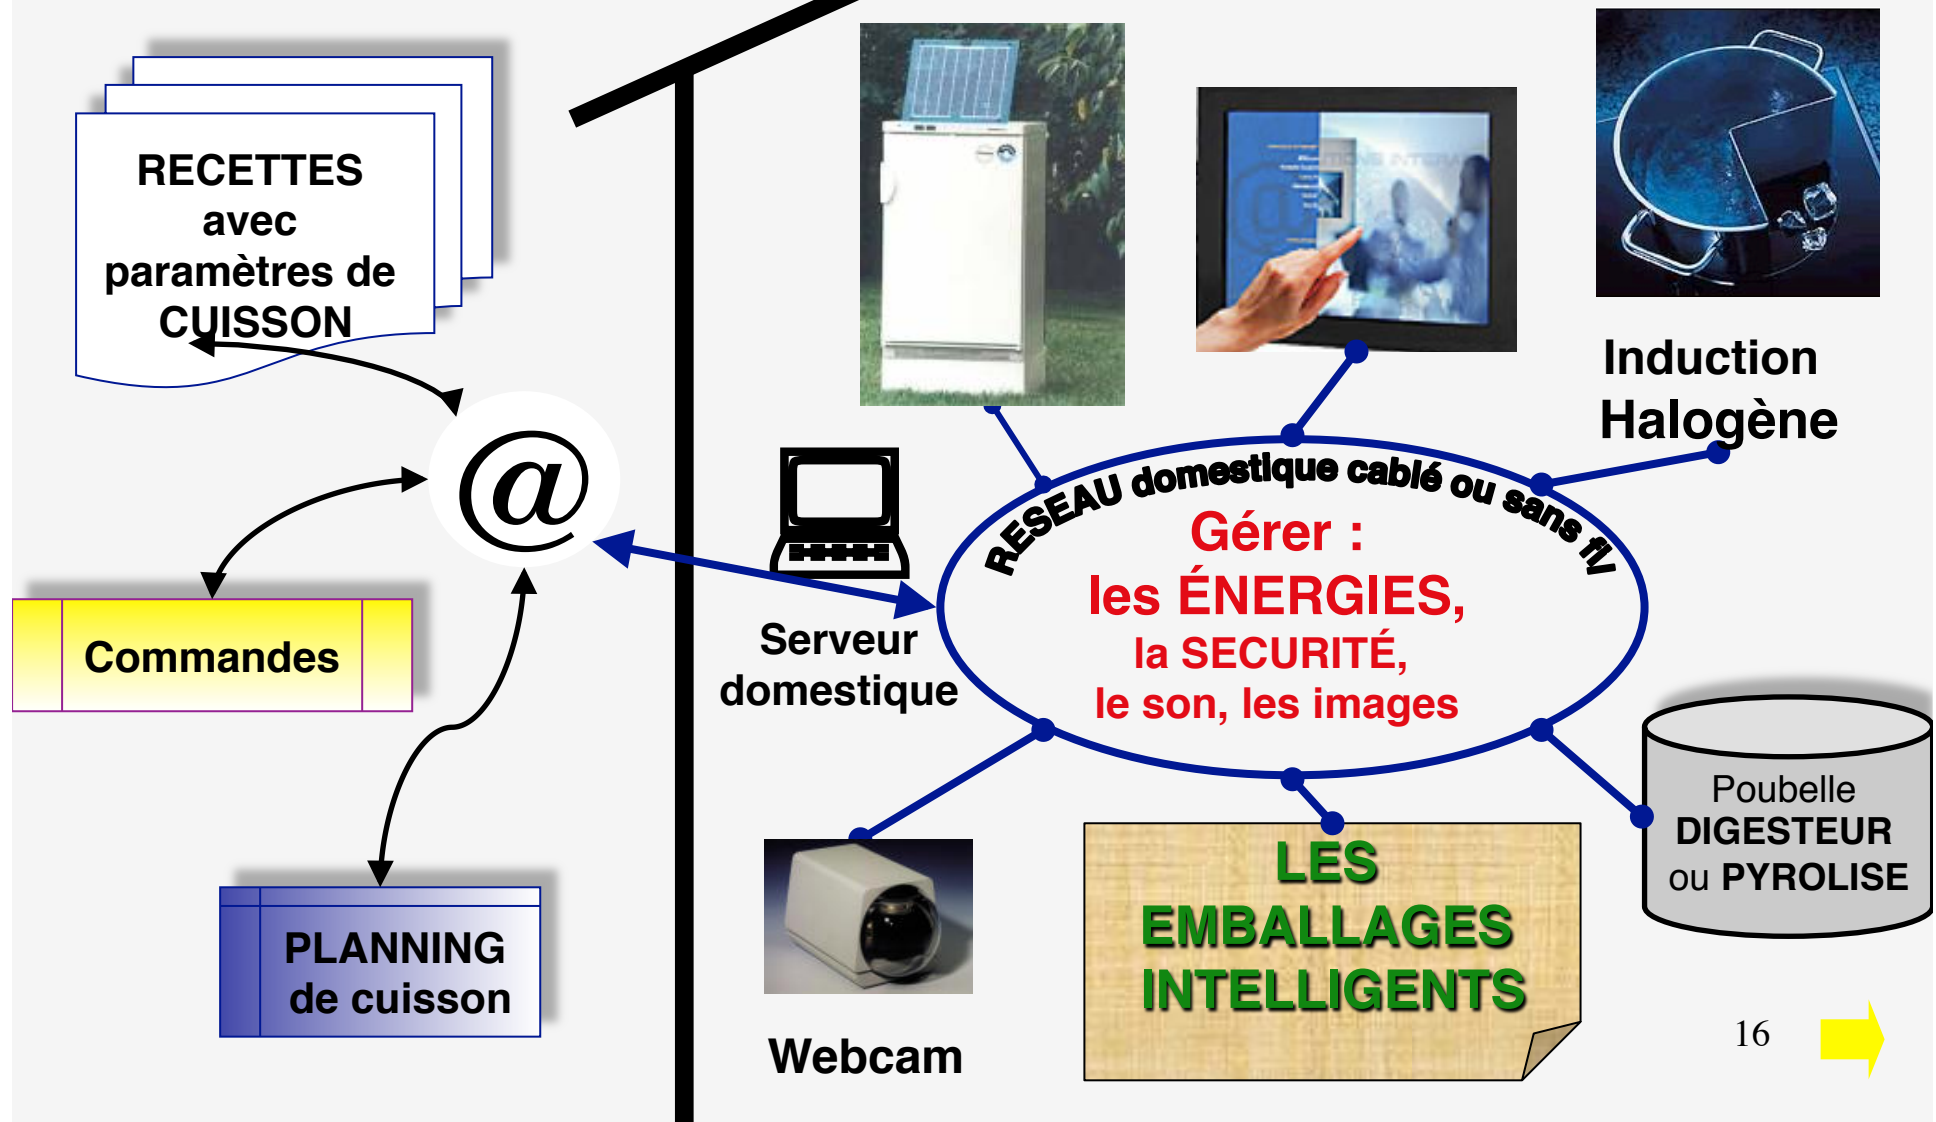 RECETTES
avec
paramètres de
CUISSON
@
Commandes
PLANNING
de cuisson
Serveur
domestique
Induction
Halogène
RESEAU domestique cablé ou sans fil
Gérer :
les ÉNERGIES,
la SECURITÉ,
le son, les images
Webcam
LES
EMBALLAGES
INTELLIGENTS
Poubelle
DIGESTEUR
ou PYROLISE
16